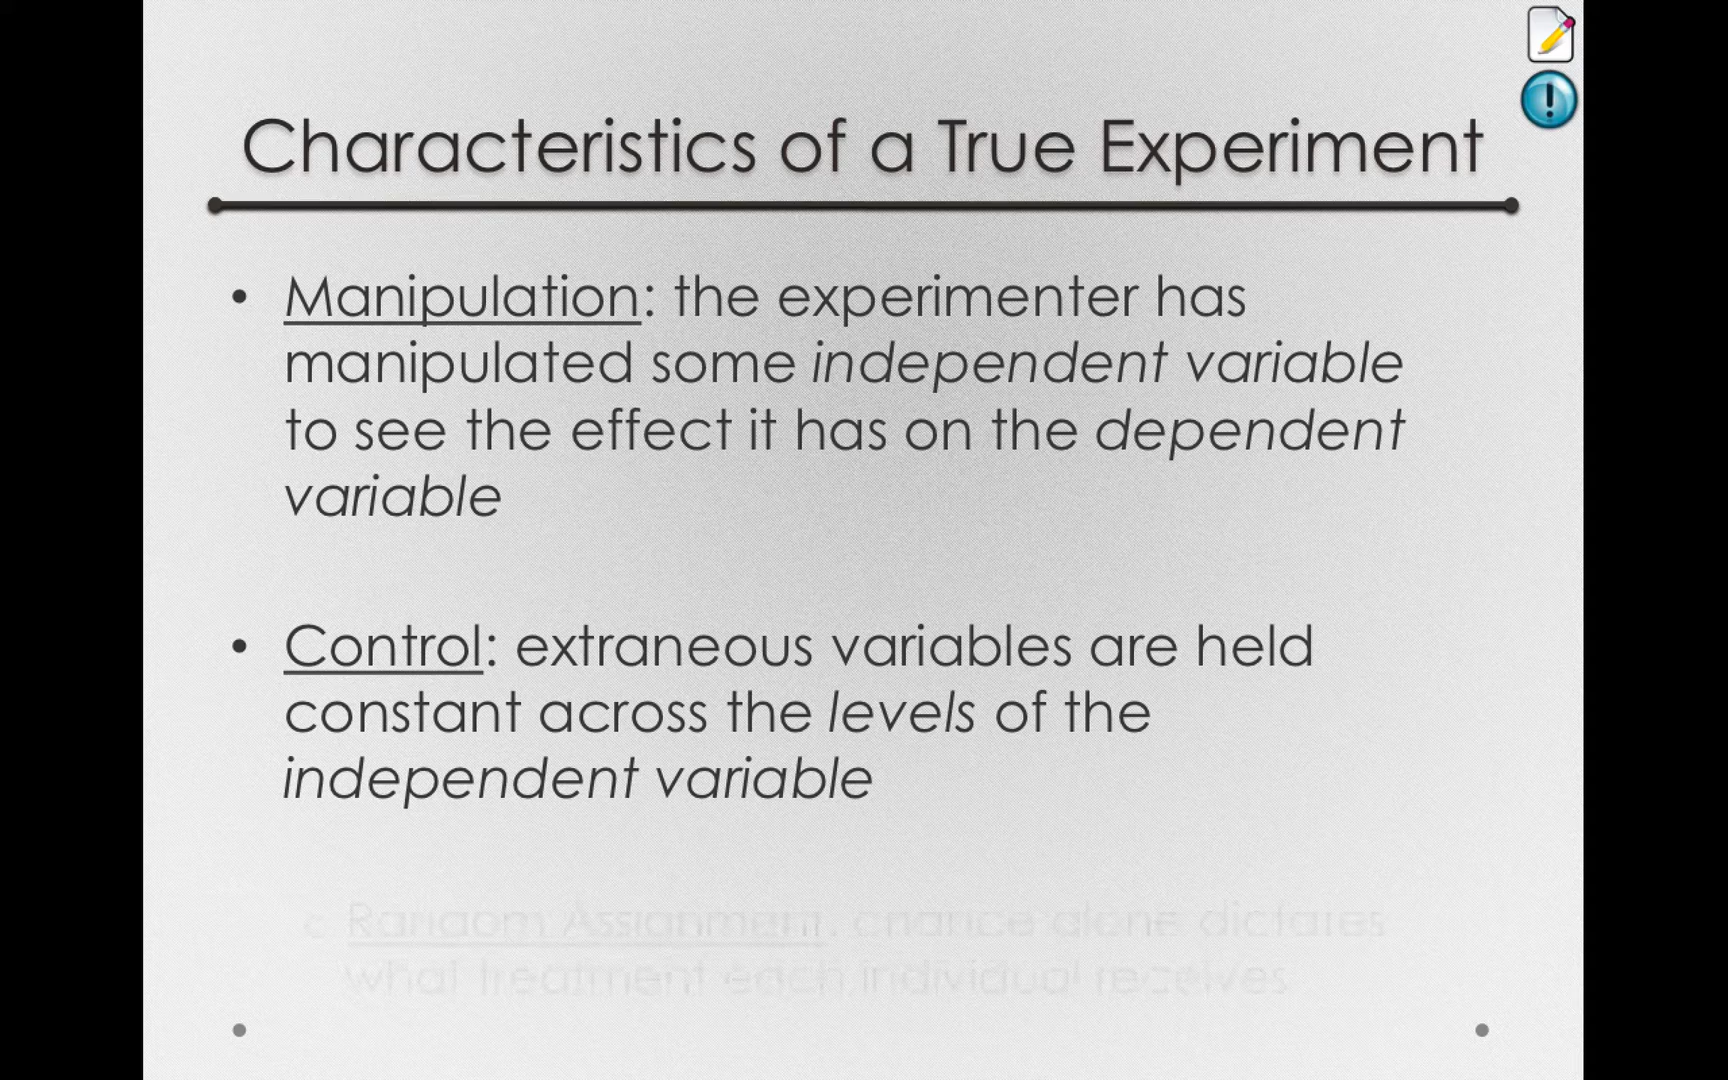 Characteristics of a True Experiment
• Manipulation: the experimenter has
manipulated some independent variable
to see the effect it has on the dependent
variable
• Control: extraneous variables are held
constant across the levels of the
independent variable
Random Assignment: chance alone dictates
what treatment each individual receives